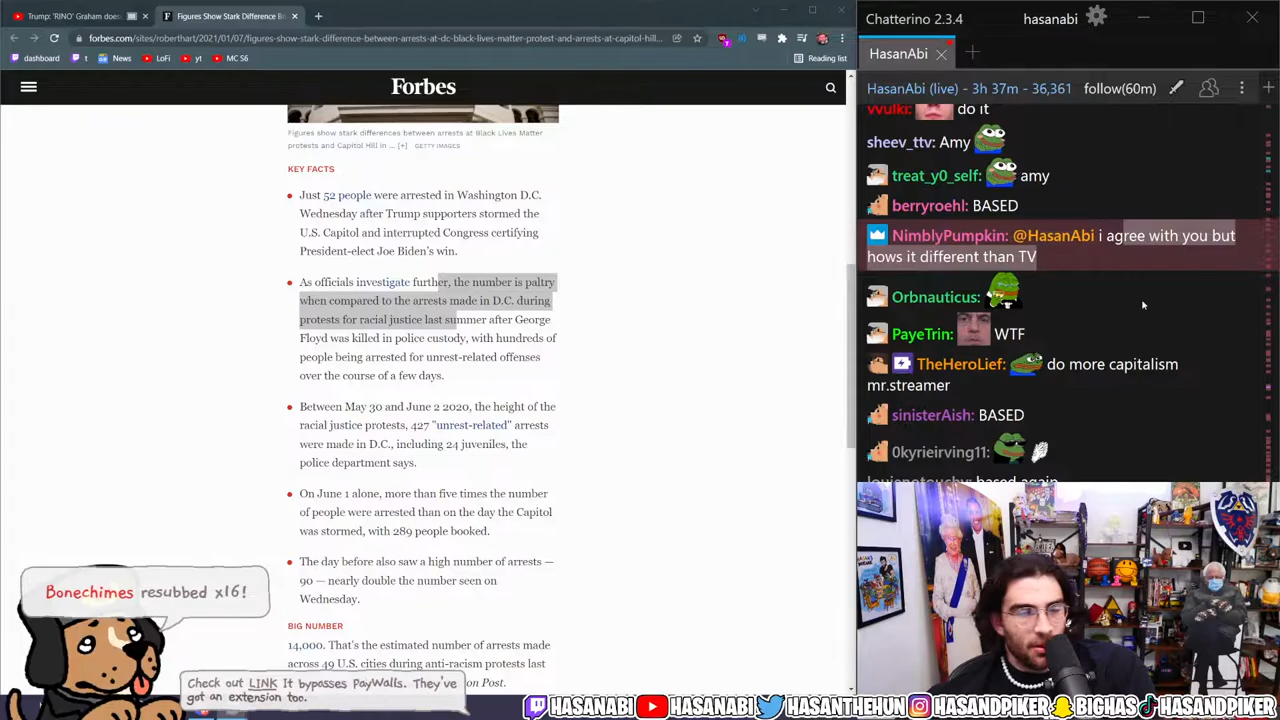 Trump: 'RINO' Graham does
Figures Show Stark Difference B
forbes.com/sites/roberthart/2021/01/07/figures-show-stark-difference-between-arrests-at-dc-black-lives-matter-protest-and-arrests-at-capitol-hill...
dashboard
t
News
LoFi
yt
MC S6
Reading list
Forbes
Figures show stark differences between arrests at Black Lives Matter
protests and Capitol Hill in ... [+] GETTY IMAGES
KEY FACTS
Just 52 people were arrested in Washington D.C.
Wednesday after Trump supporters stormed the
U.S. Capitol and interrupted Congress certifying
President-elect Joe Biden's win.
As officials investigate further, the number is paltry
when compared to the arrests made in D.C. during
protests for racial justice last summer after George
Floyd was killed in police custody, with hundreds of
people being arrested for unrest-related offenses
over the course of a few days.
Between May 30 and June 2 2020, the height of the
racial justice protests, 427 "unrest-related" arrests
were made in D.C., including 24 juveniles, the
police department says.
On June 1 alone, more than five times the number
of people were arrested than on the day the Capitol
was stormed, with 289 people booked.
The day before also saw a high number of arrests —
90 — nearly double the number seen on
Wednesday.
BIG NUMBER
14,000. That's the estimated number of arrests made
across 49 U.S. cities during anti-racism protests last
on Post.
Bonechimes resubbed x16!
Check out LINK It bypasses PayWalls. They've
got an extension too.
Chatterino 2.3.4
hasanabi
HasanAbi
HasanAbi (live) - 3h 37m - 36,361
follow(60m)
vvulki: do it
sheev_ttv: Amy
treat_y0_self: amy
berryroehl: BASED
NimblyPumpkin: @HasanAbi i agree with you but
hows it different than TV
Orbnauticus:
PayeTrin: WTF
TheHeroLief: do more capitalism
mr.streamer
sinisterAish: BASED
0kyrieirving11:
based again
HASANABI
HASANABI
HASANTHEHUN
HASANDPIKER
BIGHAS
HASANDPIKER